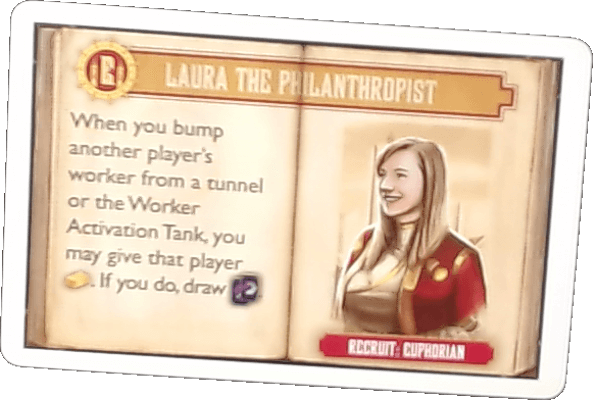 LAURA THE PHILANTHROPIST
When you bump
another player's
worker from a tunnel
or the Worker
Activation Tank, you
may give that player
. If you do, draw
RECRUIT: EUPHORIAN